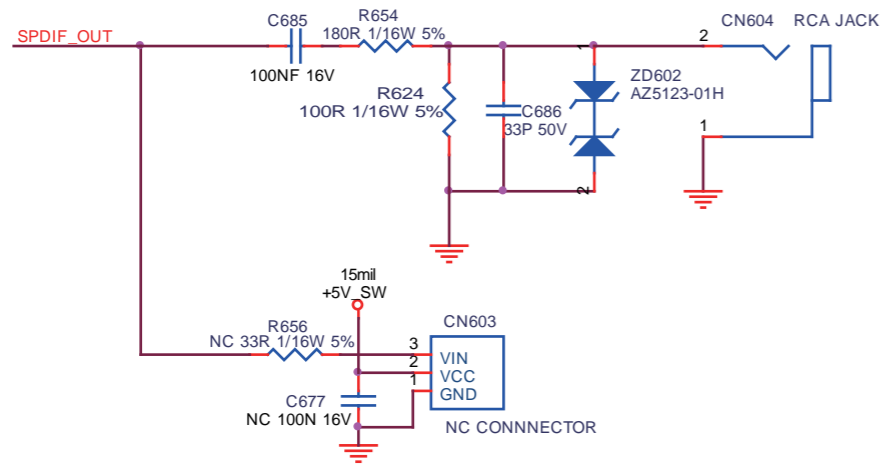 SPDIF_OUT
C685
100NF 16V
R654
180R 1/16W 5%
R624
100R 1/16W 5%
C686
33P 50V
1
2
ZD602
AZ5123-01H
CN604
RCA JACK
2
1
15mil
+5V_SW
R656
NC 33R 1/16W 5%
C677
NC 100N 16V
CN603
3
2
1
VIN
VCC
GND
NC CONNNECTOR